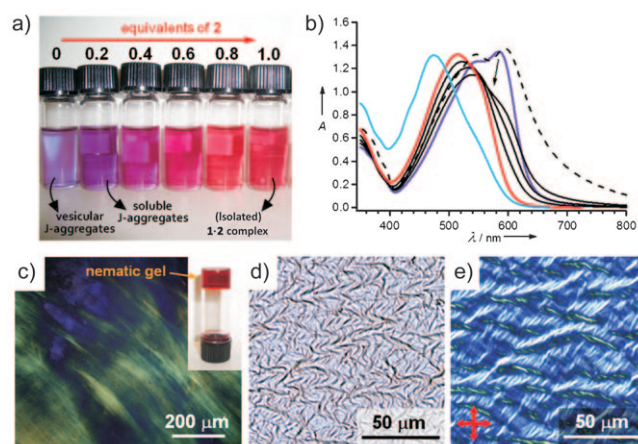 a)
equivalents of 2
0 0.2 0.4 0.6 0.8 1.0
vesicular
J-aggregates
soluble
J-aggregates
(Isolated)
1·2 complex
b)
1.6
1.4
1.2
1.0
0.8
0.6
0.4
0.2
0.0
A
400 500 600 700 800
λ / nm
c)
nematic gel
200 μm
d)
50 μm
e)
50 μm